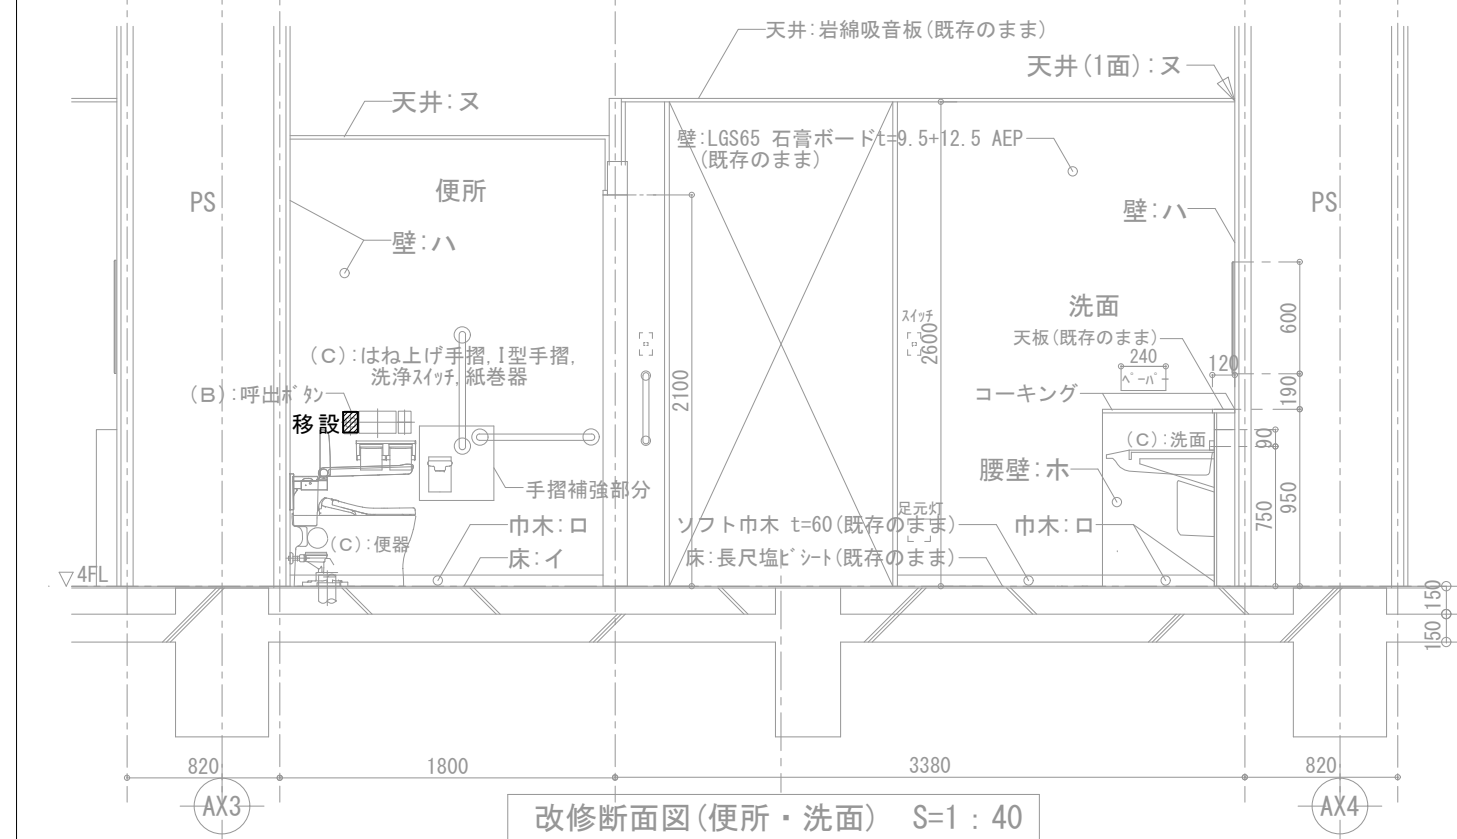 天井:岩綿吸音板(既存のまま)
天井(1面):ヌ
天井:ヌ
壁:LGS65 石膏ボードt=9.5+12.5 AEP
(既存のまま)
便所
PS
PS
壁:ハ
壁:ハ
洗面
天板(既存のまま)
スイッチ
2600
600
240
120
ペーパー
190
(C):はね上げ手摺,I型手摺,
洗浄スイッチ,紙巻器
2100
(B):呼出ボタン
コーキング
移設
(C):洗面
90
腰壁:ホ
手摺補強部分
750
950
足元灯
巾木:ロ
ソフト巾木 t=60(既存のまま)
巾木:ロ
(C):便器
床:イ
床:長尺塩ビシート(既存のまま)
▽4FL
150
150
820
1800
3380
820
AX3
AX4
改修断面図(便所・洗面) S=1:40